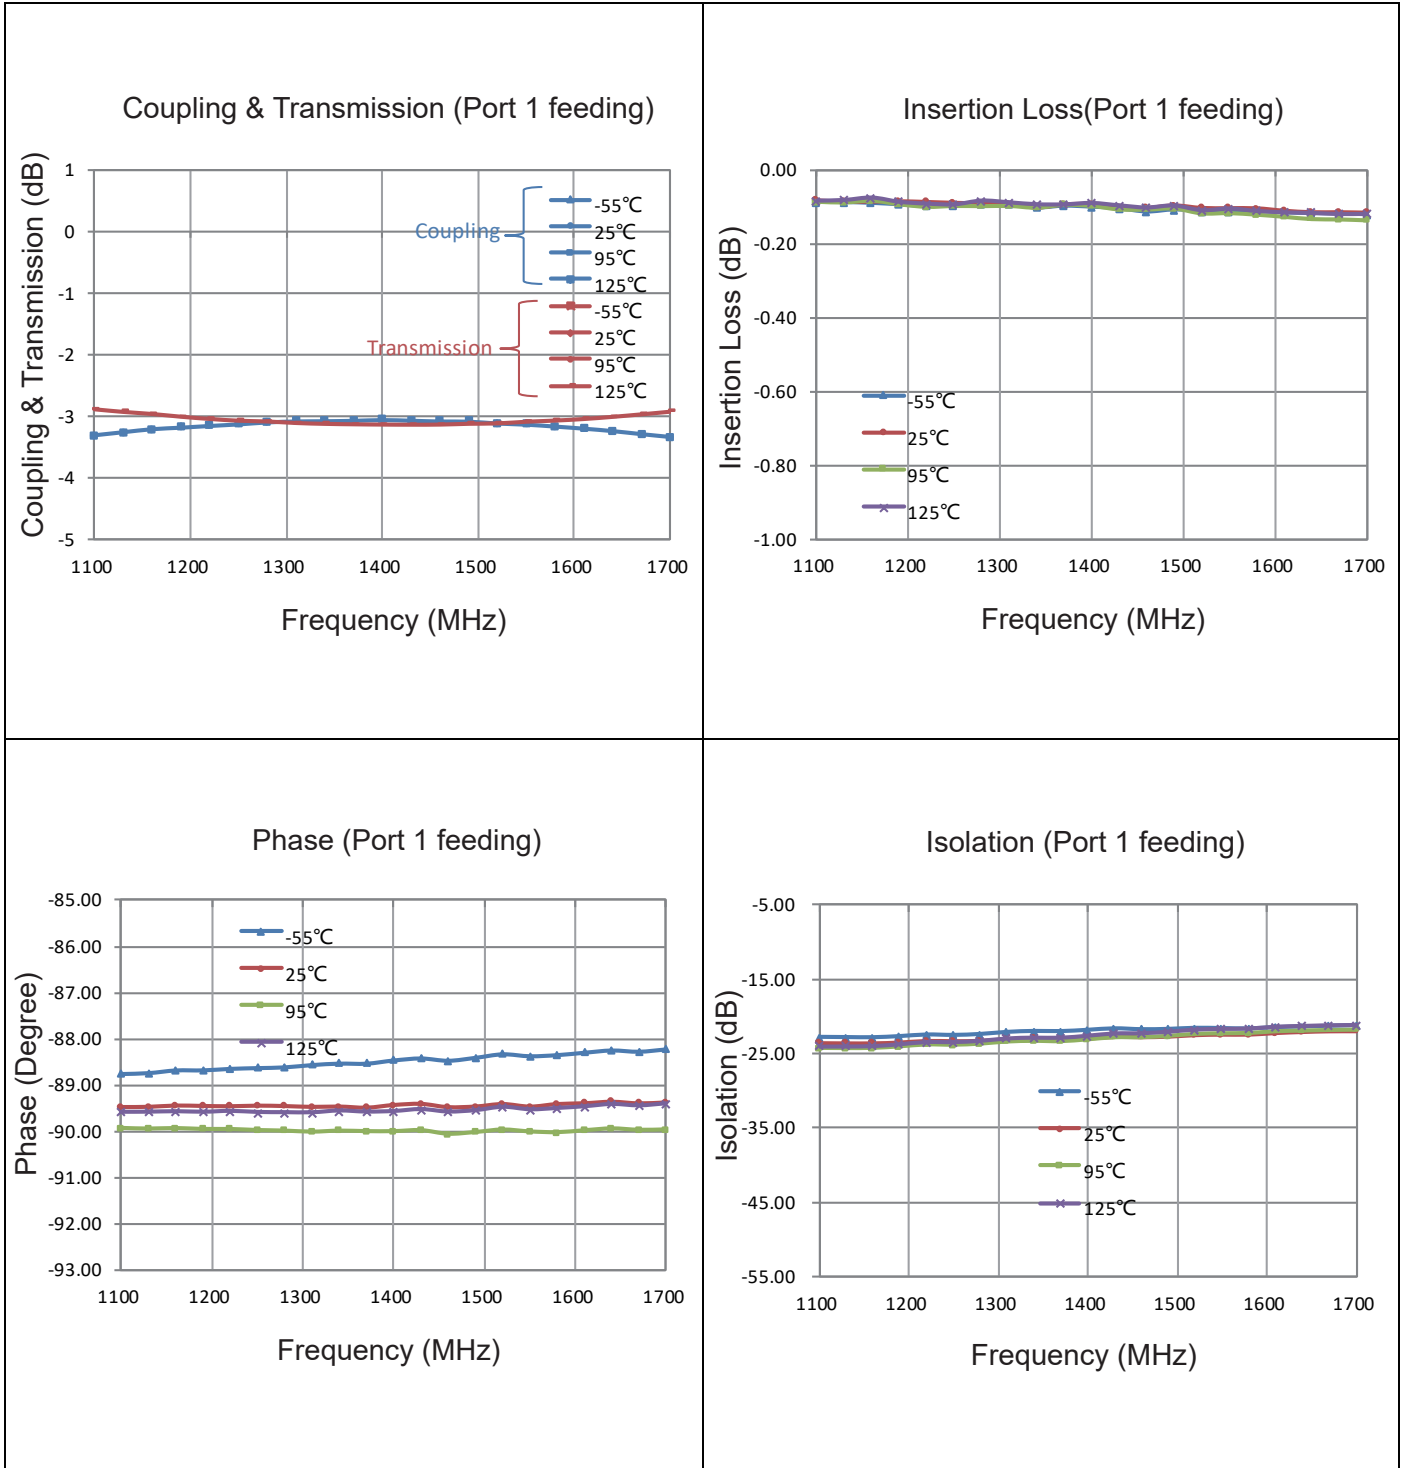 Coupling & Transmission (Port 1 feeding)
Coupling & Transmission (dB)
1
0
-1
-2
-3
-4
-5
Coupling
-55℃
25℃
95℃
125℃
Transmission
-55℃
25℃
95℃
125℃
1100 1200 1300 1400 1500 1600 1700
Frequency (MHz)
Insertion Loss(Port 1 feeding)
Insertion Loss (dB)
0.00
-0.20
-0.40
-0.60
-0.80
-1.00
-55℃
25℃
95℃
125℃
1100 1200 1300 1400 1500 1600 1700
Frequency (MHz)
Phase (Port 1 feeding)
Phase (Degree)
-85.00
-86.00
-87.00
-88.00
-89.00
-90.00
-91.00
-92.00
-93.00
-55℃
25℃
95℃
125℃
1100 1200 1300 1400 1500 1600 1700
Frequency (MHz)
Isolation (Port 1 feeding)
Isolation (dB)
-5.00
-15.00
-25.00
-35.00
-45.00
-55.00
-55℃
25℃
95℃
125℃
1100 1200 1300 1400 1500 1600 1700
Frequency (MHz)